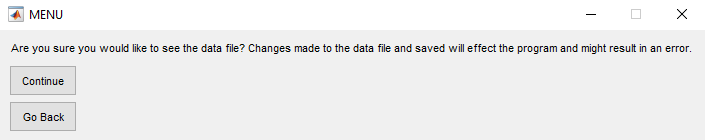 MENU
Are you sure you would like to see the data file? Changes made to the data file and saved will effect the program and might result in an error.
Continue
Go Back